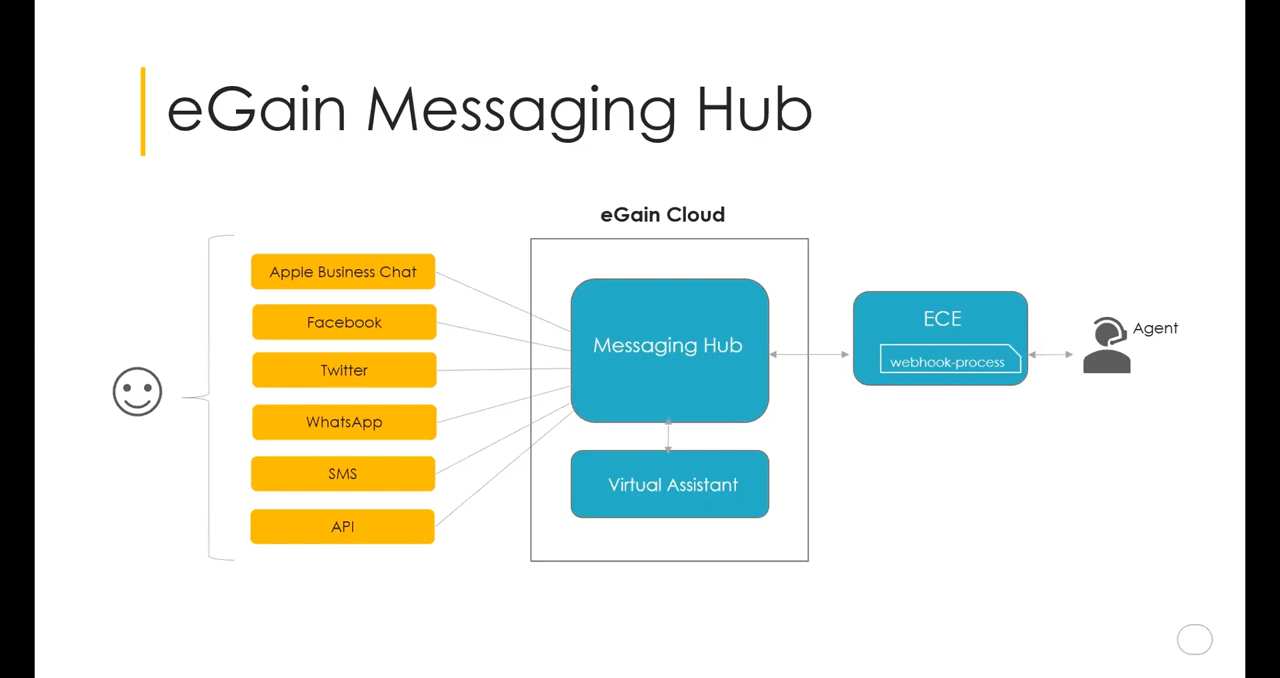 eGain Messaging Hub
eGain Cloud
Apple Business Chat
Facebook
Twitter
WhatsApp
SMS
API
Messaging Hub
Virtual Assistant
ECE
webhook-process
Agent